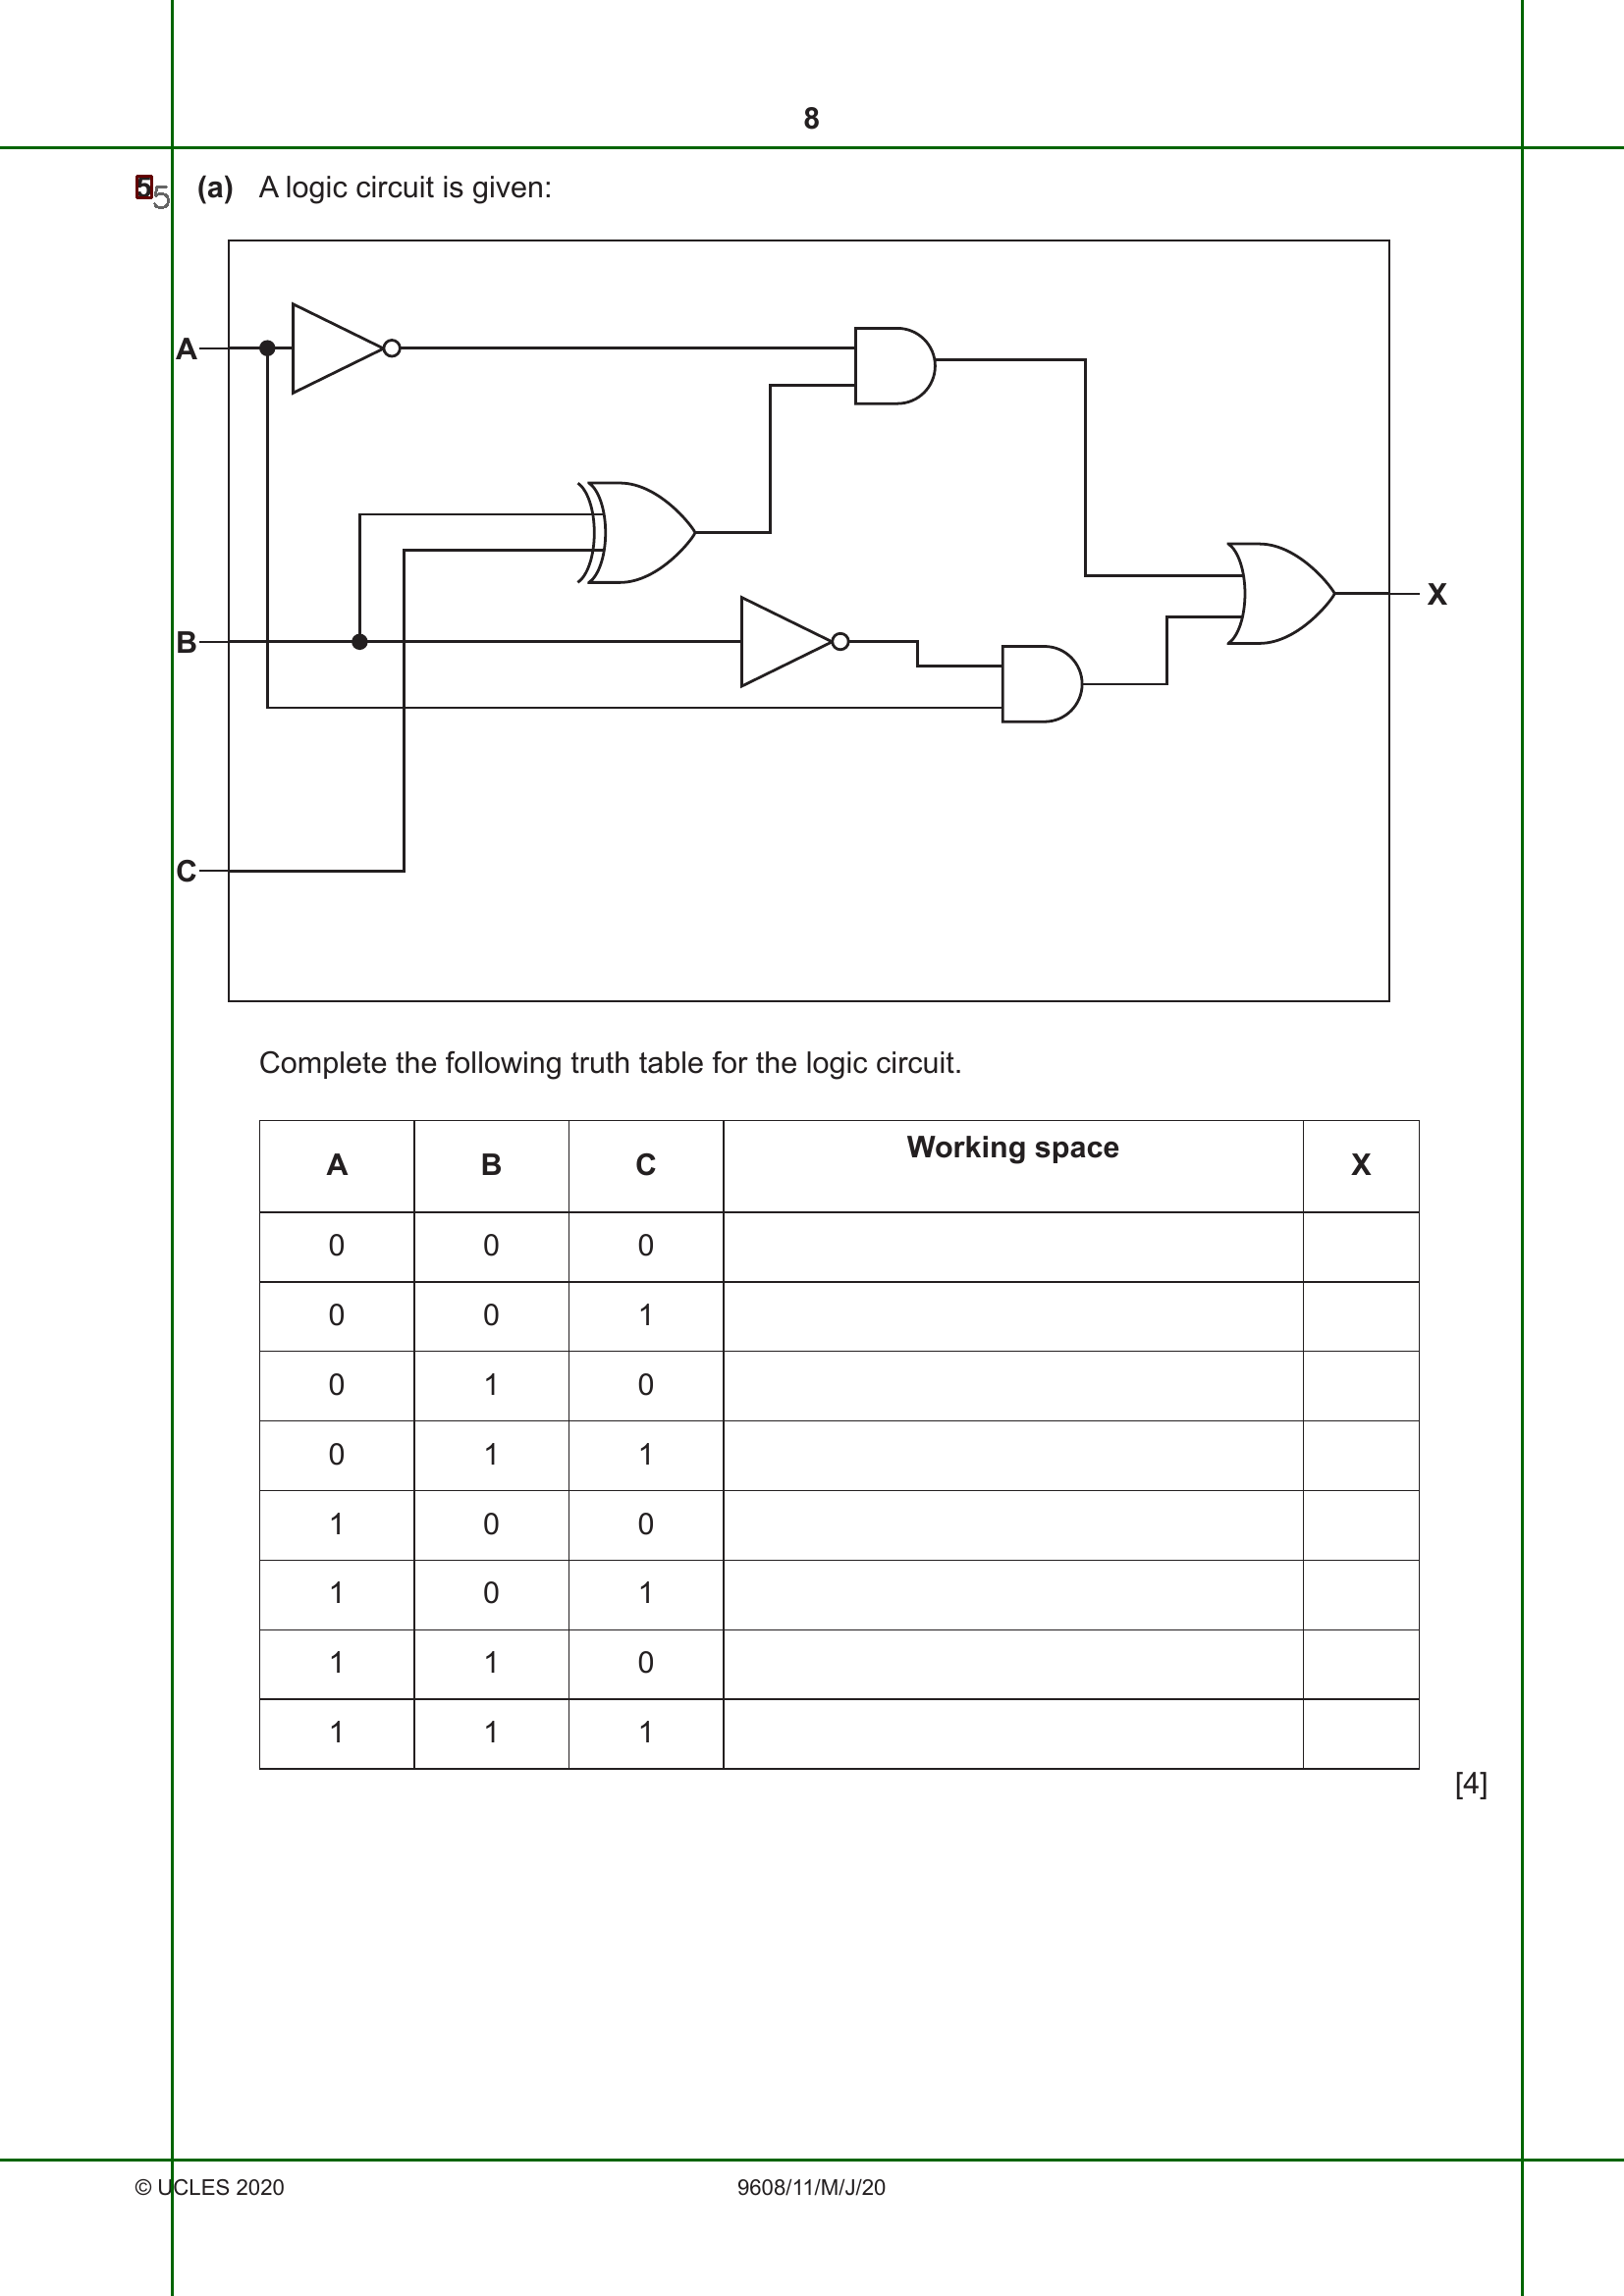 8
5 5 (a) A logic circuit is given:
A
B
X
C
Complete the following truth table for the logic circuit.
A B C Working space X
0 0 0
0 0 1
0 1 0
0 1 1
1 0 0
1 0 1
1 1 0
1 1 1
[4]
© UCLES 2020 9608/11/M/J/20